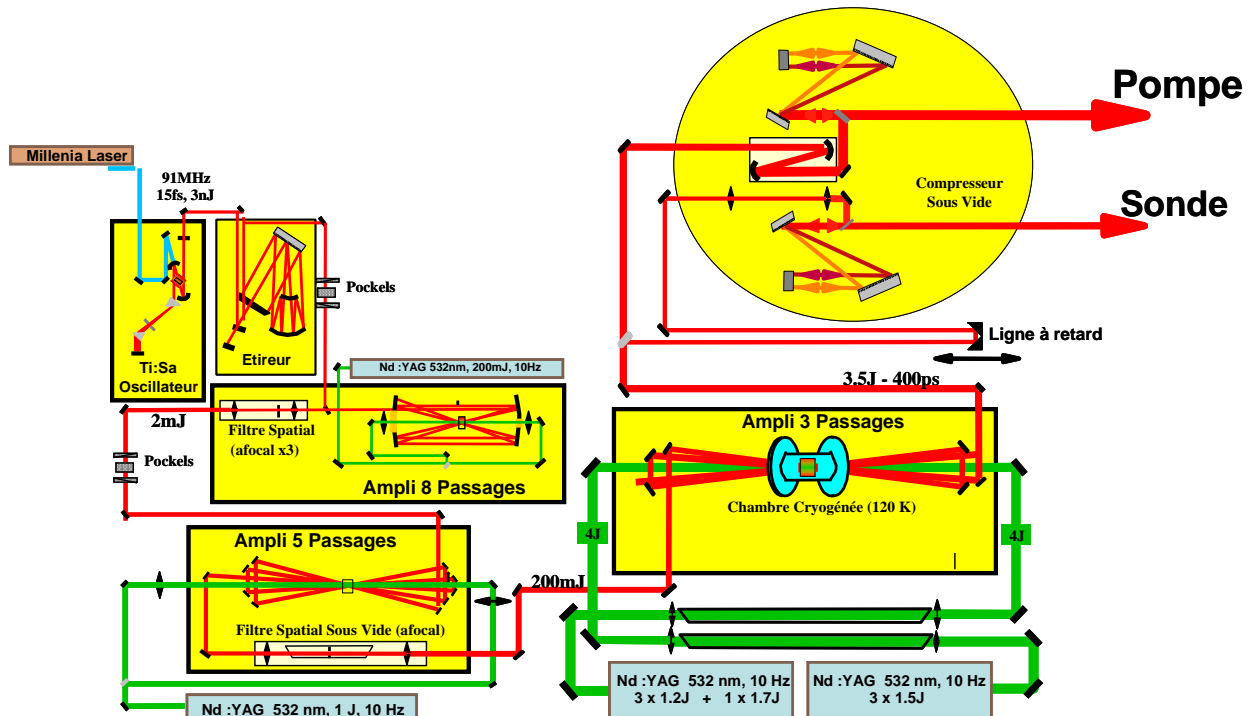 Pompe
Millenia Laser
91MHz
15fs, 3nJ
Compresseur
Sous Vide
Sonde
Pockels
Ligne à retard
Etireur
Ti:Sa
Oscillateur
Nd :YAG 532nm, 200mJ, 10Hz
3.5J - 400ps
2mJ
Filtre Spatial
(afocal x3)
Ampli 3 Passages
Pockels
Ampli 8 Passages
Chambre Cryogénée (120 K)
4J
4J
Ampli 5 Passages
200mJ
Filtre Spatial Sous Vide (afocal)
Nd :YAG 532 nm, 10 Hz
3 x 1.2J + 1 x 1.7J
Nd :YAG 532 nm, 10 Hz
3 x 1.5J
Nd :YAG 532 nm, 1 J, 10 Hz